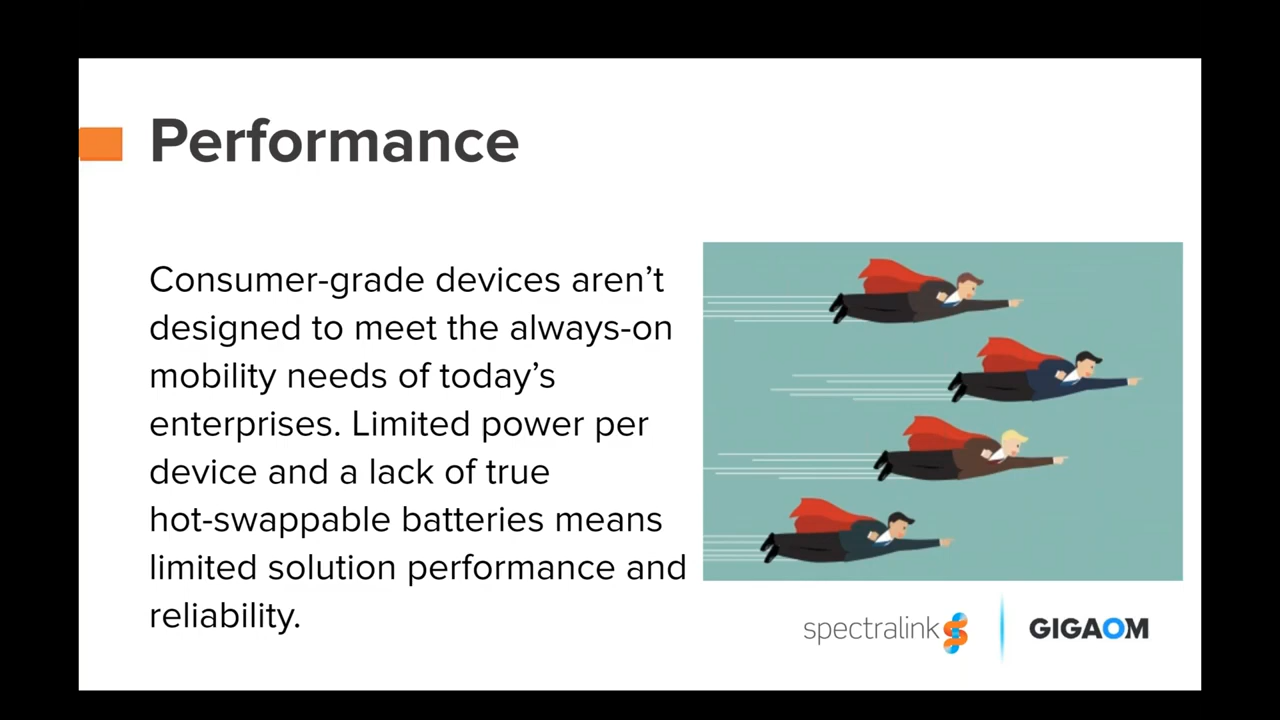 Performance
Consumer-grade devices aren’t
designed to meet the always-on
mobility needs of today’s
enterprises. Limited power per
device and a lack of true
hot-swappable batteries means
limited solution performance and
reliability.
spectralink
GIGAOM